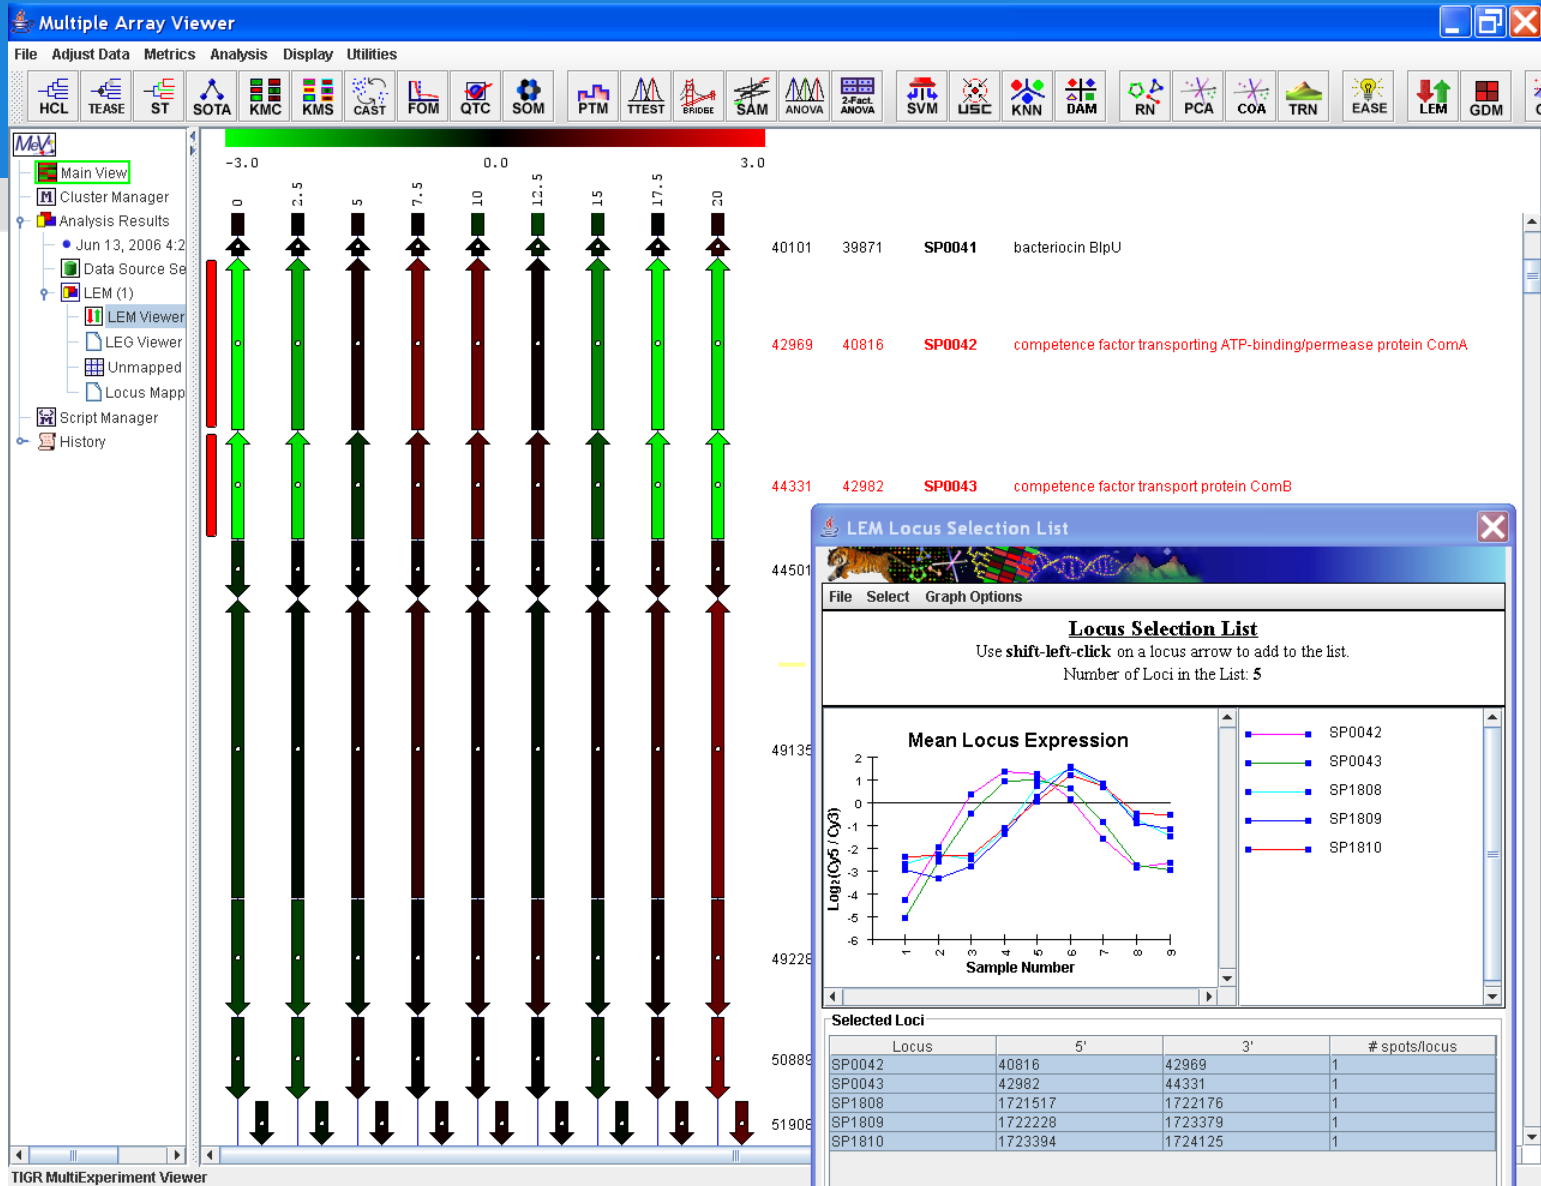 Multiple Array Viewer
File Adjust Data Metrics Analysis Display Utilities
HCL TEASE ST SOTA KMC KMS CAST FOM QTC SOM PTM TTEST BRIDGE SAM ANOVA 2-Fact. ANOVA SVM USC KNN DAM RN PCA COA TRN EASE LEM GDM
MeV
Main View
Cluster Manager
Analysis Results
Jun 13, 2006 4:2
Data Source Se
LEM (1)
LEM Viewer
LEG Viewer
Unmapped
Locus Mapp
Script Manager
History
-3.0 0.0 3.0
0 2.5 5 7.5 10 12.5 15 17.5 20
40101 39871 SP0041 bacteriocin BlpU
42969 40816 SP0042 competence factor transporting ATP-binding/permease protein ComA
44331 42982 SP0043 competence factor transport protein ComB
44501
49135
49228
50889
51908
LEM Locus Selection List
File Select Graph Options
Locus Selection List
Use shift-left-click on a locus arrow to add to the list.
Number of Loci in the List: 5
Mean Locus Expression
Log2(Cy5 / Cy3)
2
1
0
-1
-2
-3
-4
-5
-6
1 2 3 4 5 6 7 8 9
Sample Number
SP0042
SP0043
SP1808
SP1809
SP1810
Selected Loci
Locus 5' 3' # spots/locus
SP0042 40816 42969 1
SP0043 42982 44331 1
SP1808 1721517 1722176 1
SP1809 1722228 1723379 1
SP1810 1723394 1724125 1
TIGR MultiExperiment Viewer